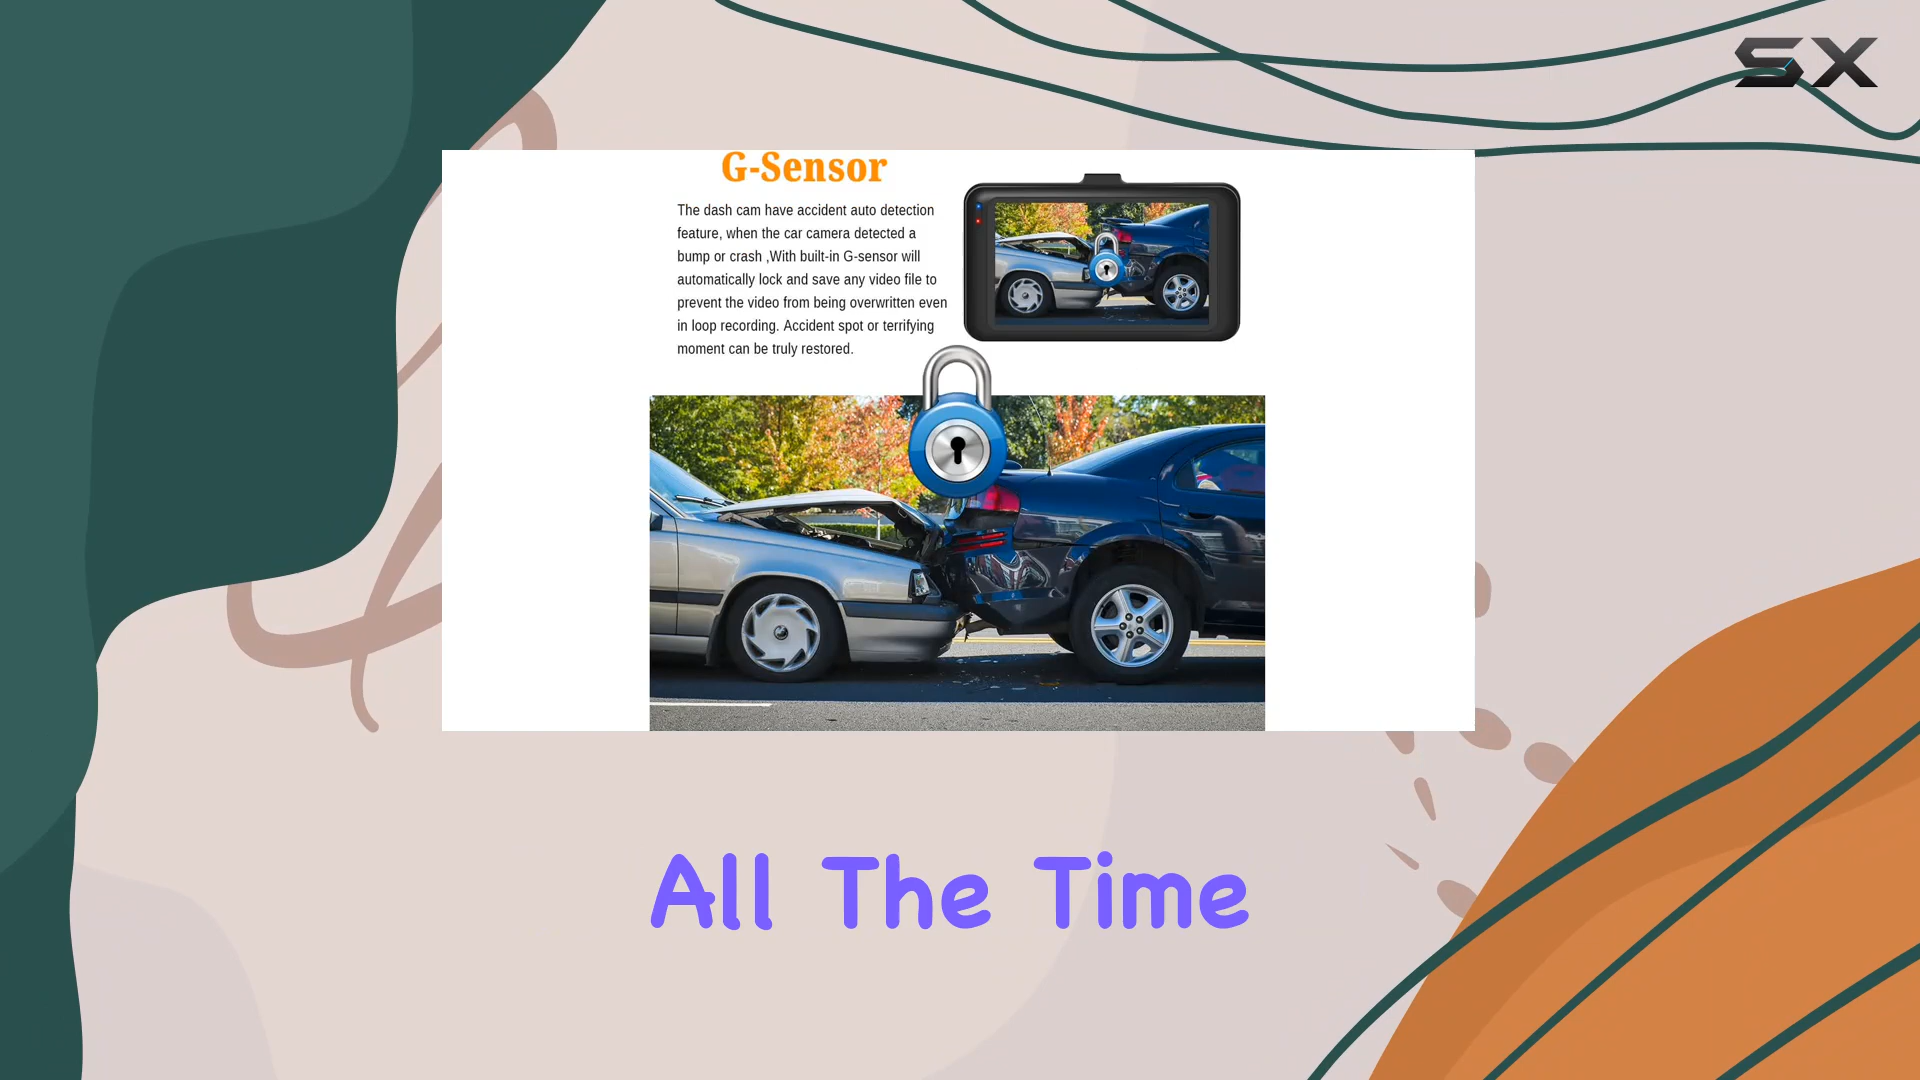 SX
G-Sensor
The dash cam have accident auto detection
feature, when the car camera detected a
bump or crash ,With built-in G-sensor will
automatically lock and save any video file to
prevent the video from being overwritten even
in loop recording. Accident spot or terrifying
moment can be truly restored.
All The Time